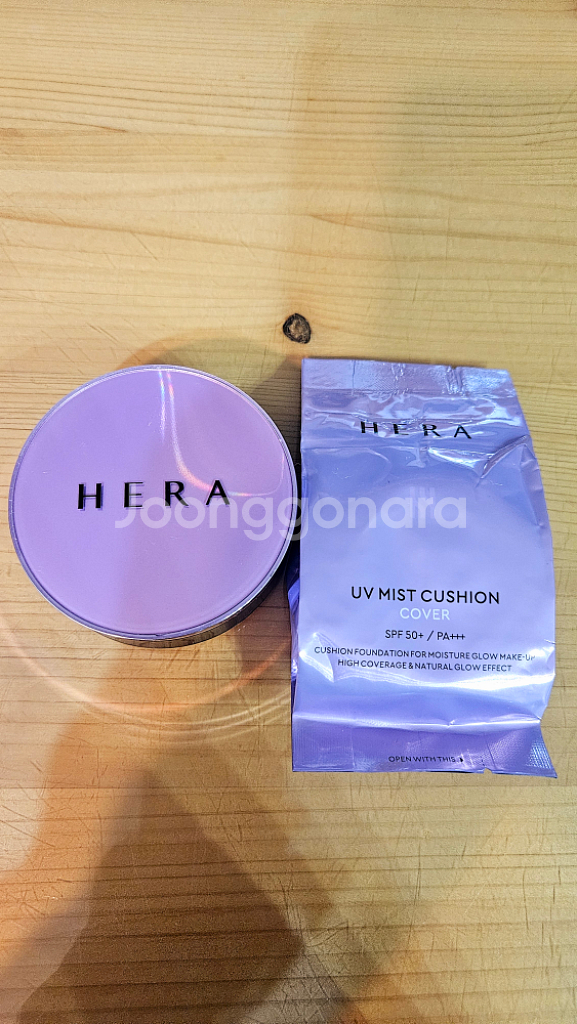 HERA
HERA
Joonggonara
UV MIST CUSHION
COVER
SPF 50+ / PA+++
CUSHION FOUNDATION FOR MOISTURE GLOW MAKE-UP
HIGH COVERAGE & NATURAL GLOW EFFECT
OPEN WITH THIS